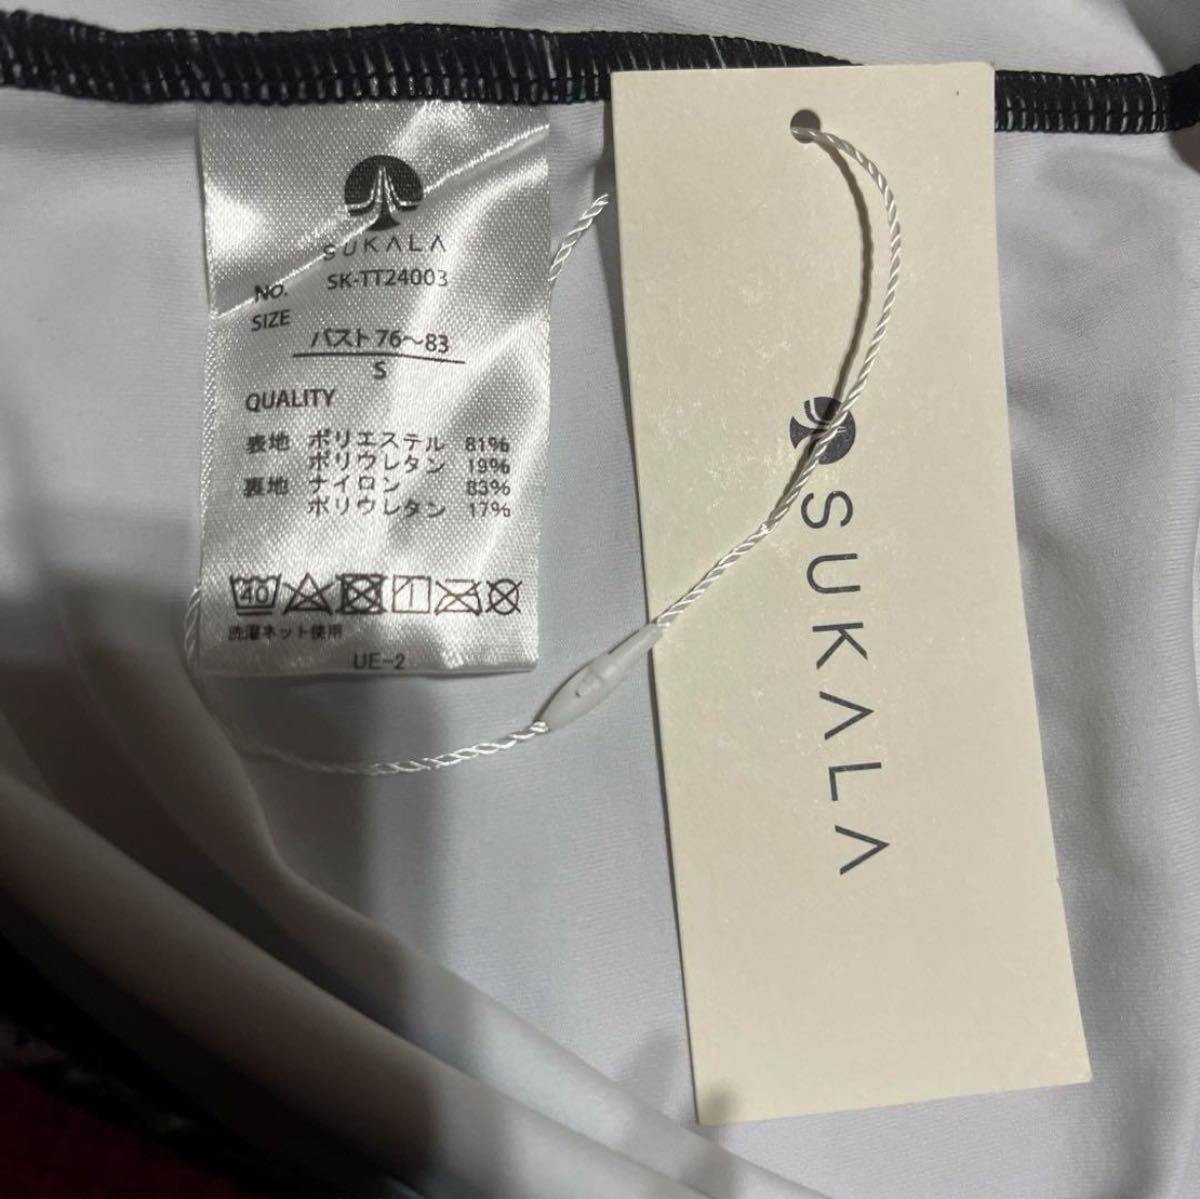 SUKALA
NO. SK-TT24003
SIZE バスト 76〜83
S
QUALITY
表地 ポリエステル 81%
ポリウレタン 19%
裏地 ナイロン 83%
ポリウレタン 17%
40
洗濯ネット使用
UE-2
SUKALA